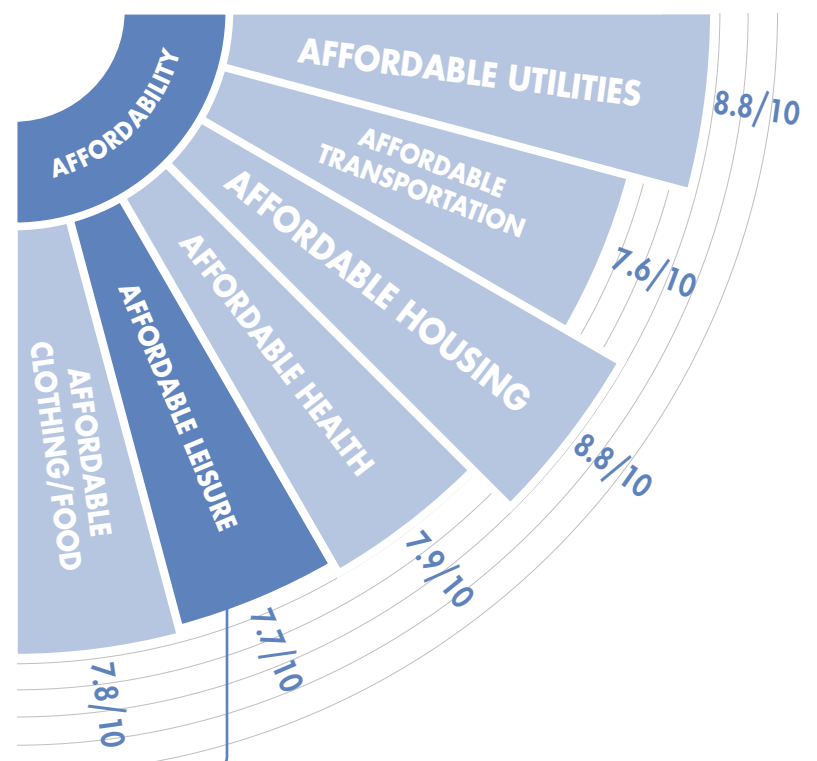 AFFORDABILITY
AFFORDABLE UTILITIES
8.8/10
AFFORDABLE
TRANSPORTATION
7.6/10
AFFORDABLE HOUSING
8.8/10
AFFORDABLE HEALTH
7.9/10
AFFORDABLE LEISURE
7.7/10
AFFORDABLE
CLOTHING/FOOD
7.8/10